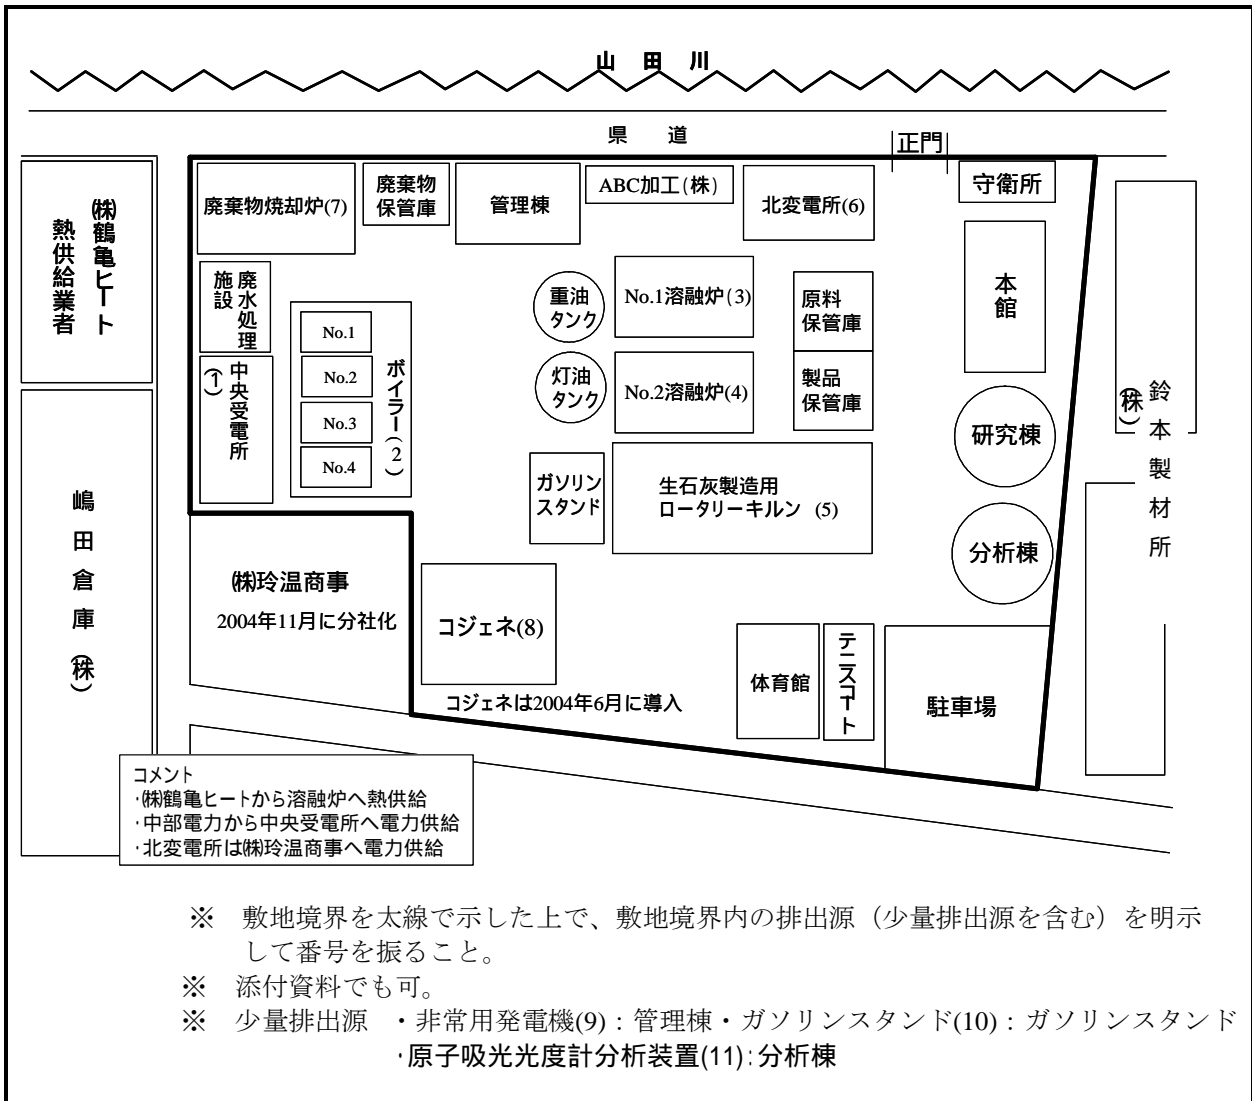 山 田 川
県 道
正門
㈱鶴亀ヒート
熱供給業者
廃棄物焼却炉(7)
廃棄物
保管庫
管理棟
ABC加工(株)
北変電所(6)
守衛所
廃水処理
施設
中央受電所
(1)
No.1
No.2
No.3
No.4
ボイラー(2)
重油
タンク
灯油
タンク
No.1溶融炉(3)
No.2溶融炉(4)
原料
保管庫
製品
保管庫
本館
研究棟
分析棟
鈴本製材所
(株)
ガソリン
スタンド
生石灰製造用
ロータリーキルン (5)
嶋田倉庫(株)
㈱玲温商事
2004年11月に分社化
コジェネ(8)
コジェネは2004年6月に導入
体育館
テニスコート
駐車場
コメント
・㈱鶴亀ヒートから溶融炉へ熱供給
・中部電力から中央受電所へ電力供給
・北変電所は㈱玲温商事へ電力供給
※ 敷地境界を太線で示した上で、敷地境界内の排出源（少量排出源を含む）を明示
して番号を振ること。
※ 添付資料でも可。
※ 少量排出源 ・非常用発電機(9)：管理棟・ガソリンスタンド(10)：ガソリンスタンド
・原子吸光光度計分析装置(11)：分析棟